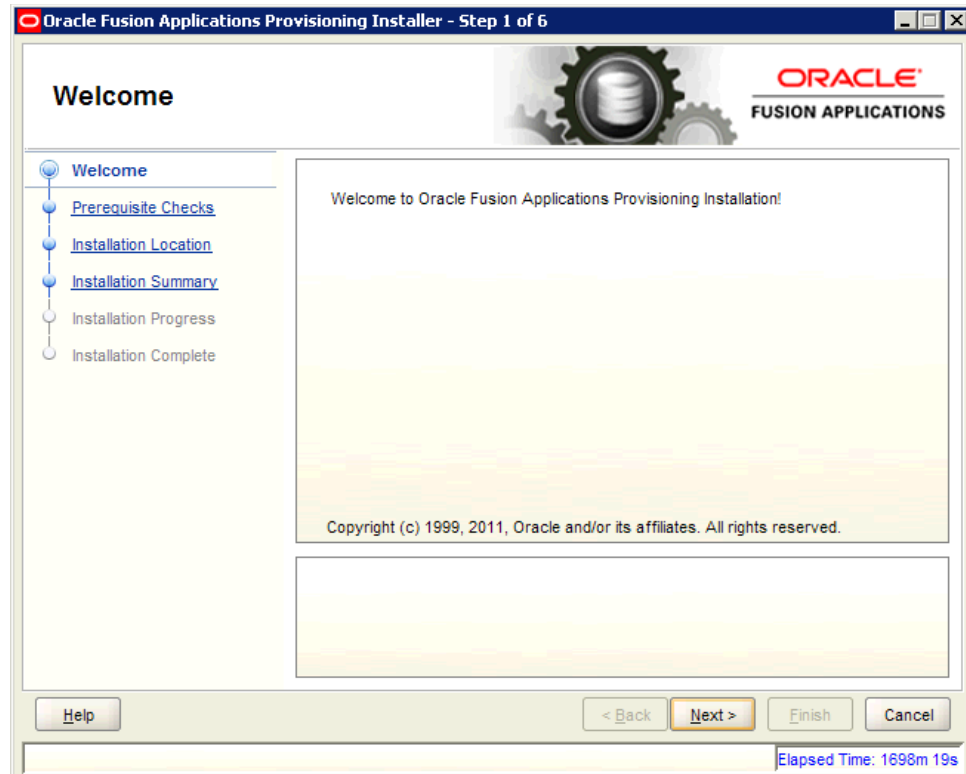 Oracle Fusion Applications Provisioning Installer - Step 1 of 6
Welcome
ORACLE
FUSION APPLICATIONS
Welcome
Prerequisite Checks
Installation Location
Installation Summary
Installation Progress
Installation Complete
Welcome to Oracle Fusion Applications Provisioning Installation!
Copyright (c) 1999, 2011, Oracle and/or its affiliates. All rights reserved.
Help
< Back
Next >
Finish
Cancel
Elapsed Time: 1698m 19s